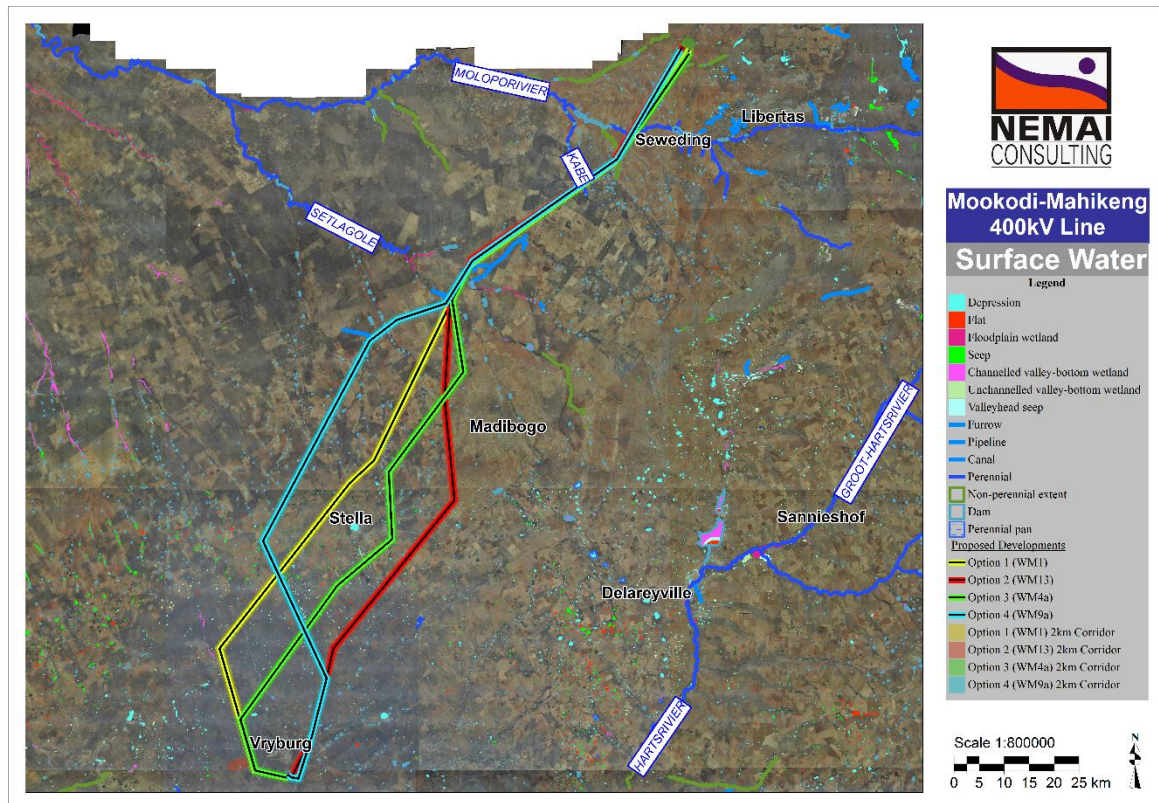 MOLOPORIVIER
Libertas
Seweding
KABE
SETLAGOLE
Madibogo
GROOT-HARTSRIVIER
Stella
Sannieshof
Delareyville
HARTSRIVIER
Vryburg
NEMAI
CONSULTING
Mookodi-Mahikeng
400kV Line
Surface Water
Legend
Depression
Flat
Floodplain wetland
Seep
Channelled valley-bottom wetland
Unchannelled valley-bottom wetland
Valleyhead seep
Furrow
Pipeline
Canal
Perennial
Non-perennial extent
Dam
Perennial pan
Proposed Developments
Option 1 (WM1)
Option 2 (WM13)
Option 3 (WM4a)
Option 4 (WM9a)
Option 1 (WM1) 2km Corridor
Option 2 (WM13) 2km Corridor
Option 3 (WM4a) 2km Corridor
Option 4 (WM9a) 2km Corridor
Scale 1:800000
N
0 5 10 15 20 25 km